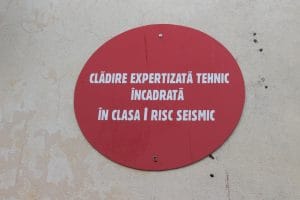 CLĂDIRE EXPERTIZATĂ TEHNIC
ÎNCADRATĂ
ÎN CLASA I RISC SEISMIC